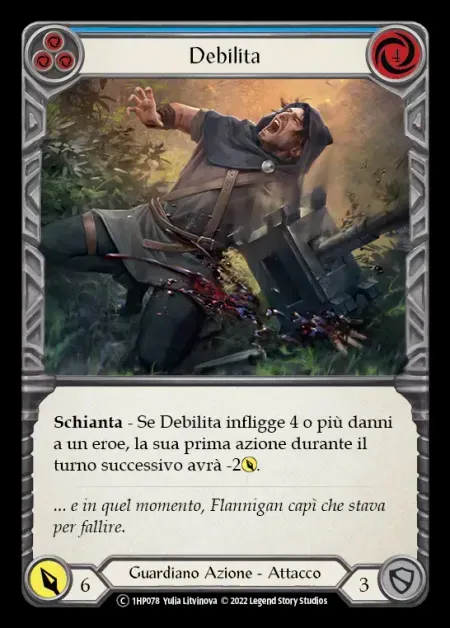 Debilita
4
Schianta - Se Debilita infligge 4 o più danni
a un eroe, la sua prima azione durante il
turno successivo avrà -2.
... e in quel momento, Flannigan capì che stava
per fallire.
6
Guardiano Azione - Attacco
3
C 1HP078 Yulia Litvinova © 2022 Legend Story Studios